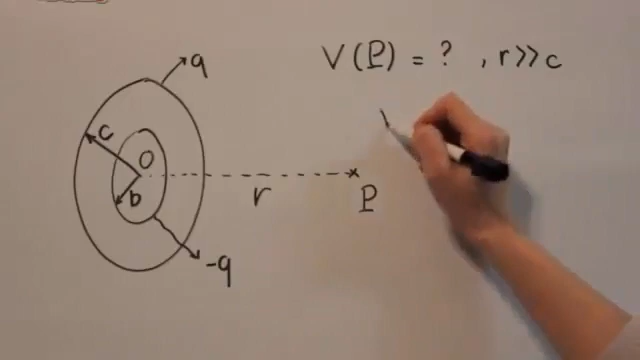 V(P) = ? , r>>c
q
c
O
b
r
P
-q